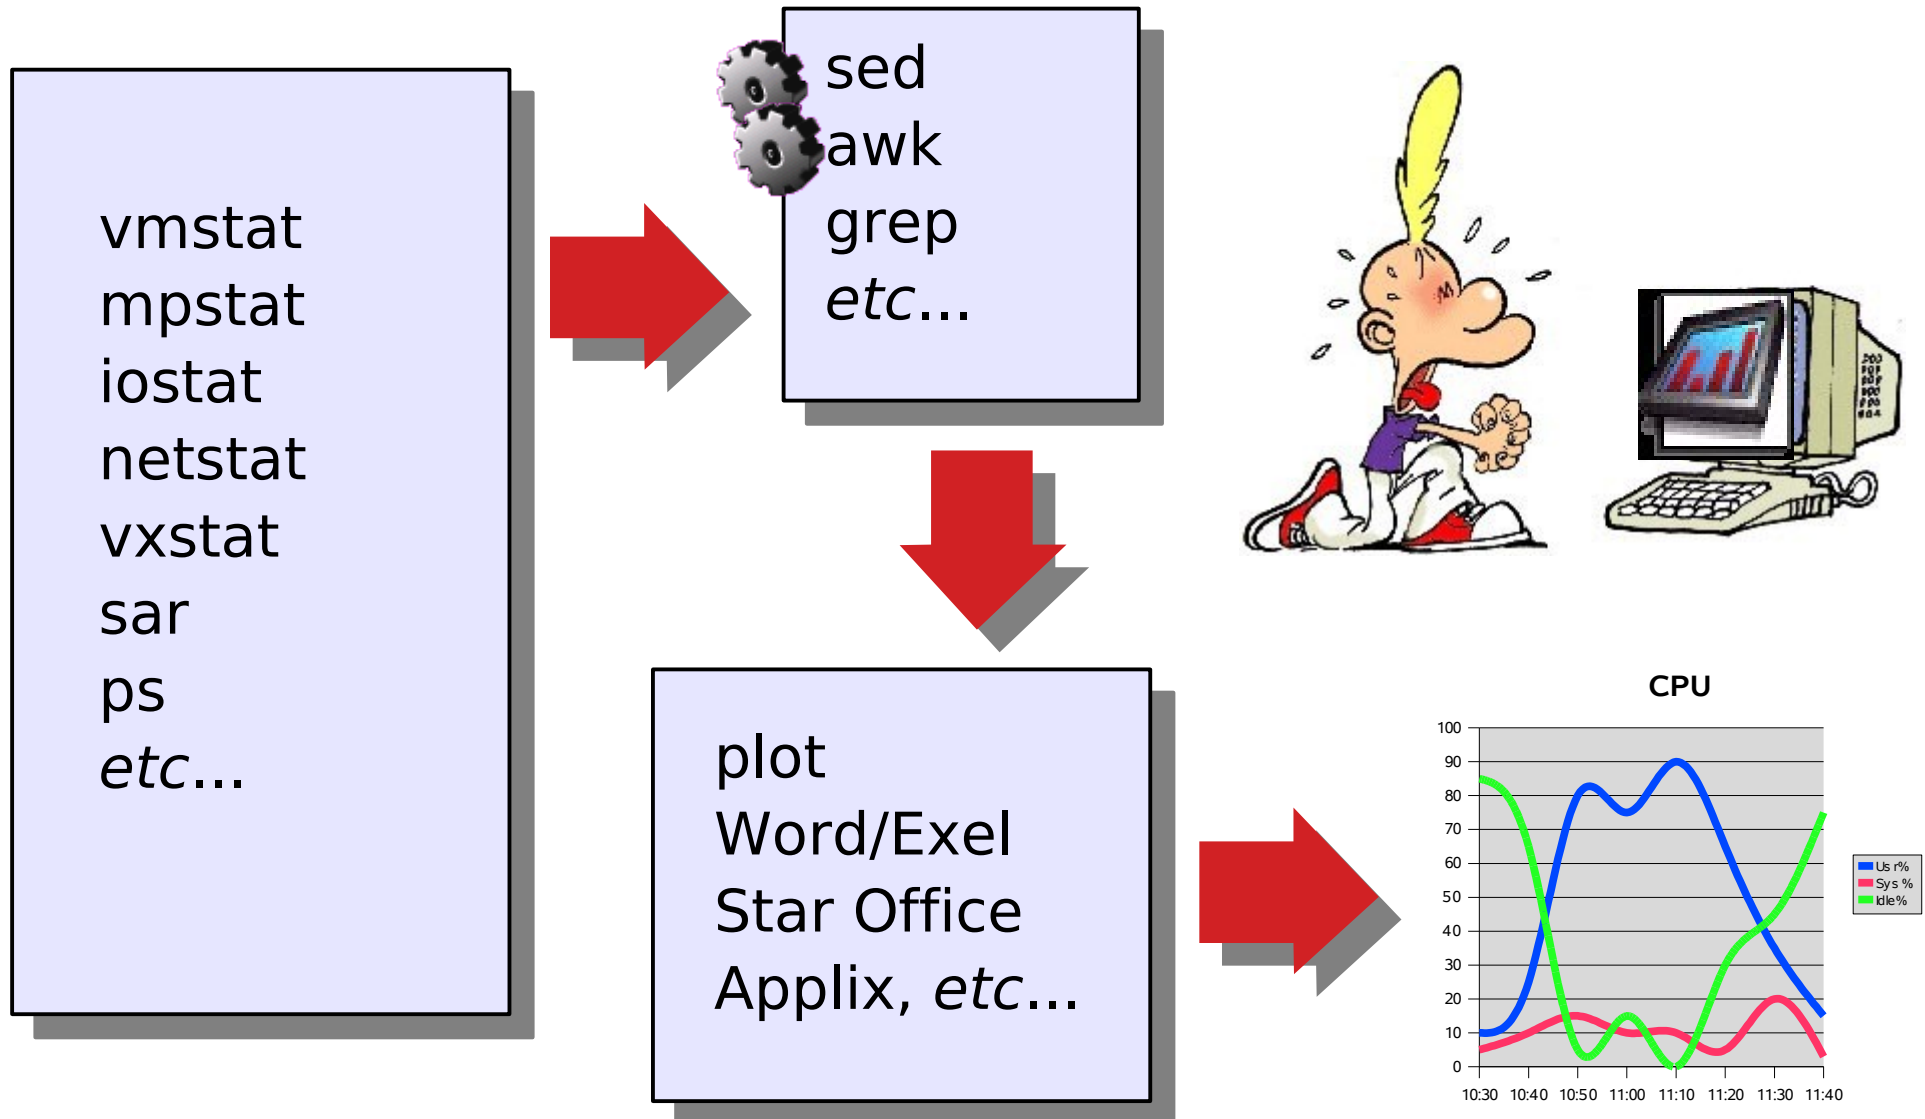 vmstat
mpstat
iostat
netstat
vxstat
sar
ps
etc...
sed
awk
grep
etc...
plot
Word/Exel
Star Office
Applix, etc...
CPU
100
90
80
70
60
50
40
30
20
10
0
10:30 10:40 10:50 11:00 11:10 11:20 11:30 11:40
Usr%
Sys%
Idle%